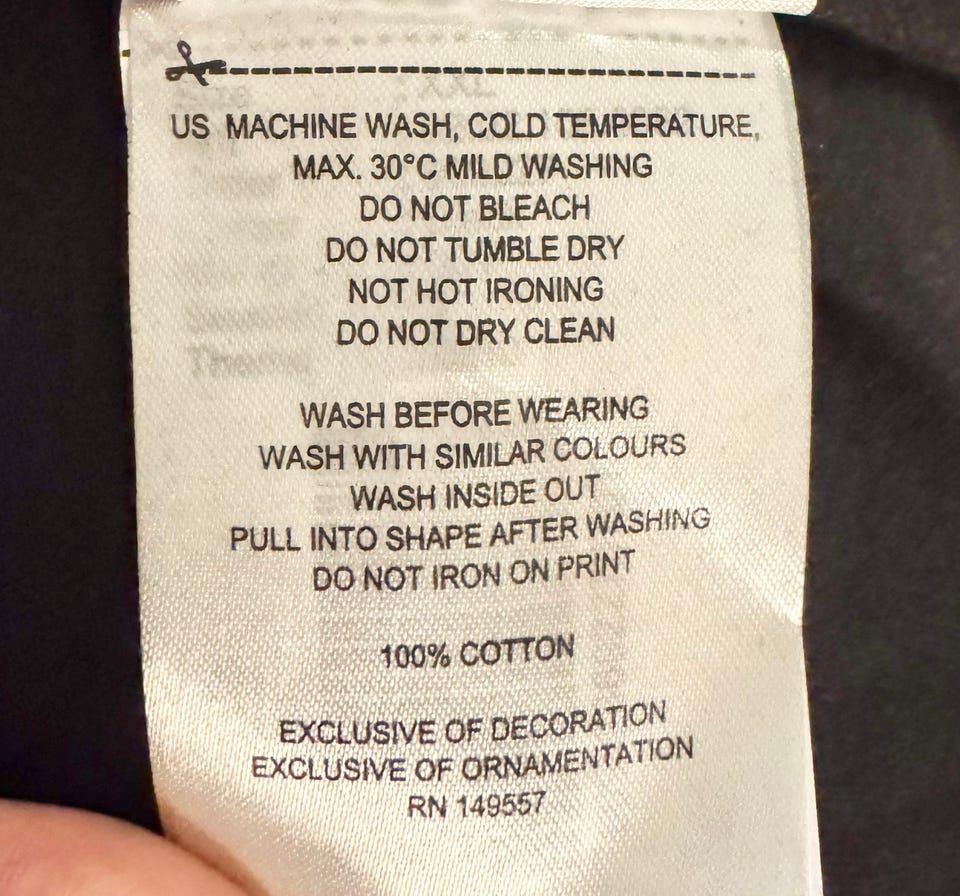 US MACHINE WASH, COLD TEMPERATURE,
MAX. 30°C MILD WASHING
DO NOT BLEACH
DO NOT TUMBLE DRY
NOT HOT IRONING
DO NOT DRY CLEAN
WASH BEFORE WEARING
WASH WITH SIMILAR COLOURS
WASH INSIDE OUT
PULL INTO SHAPE AFTER WASHING
DO NOT IRON ON PRINT
100% COTTON
EXCLUSIVE OF DECORATION
EXCLUSIVE OF ORNAMENTATION
RN 149557